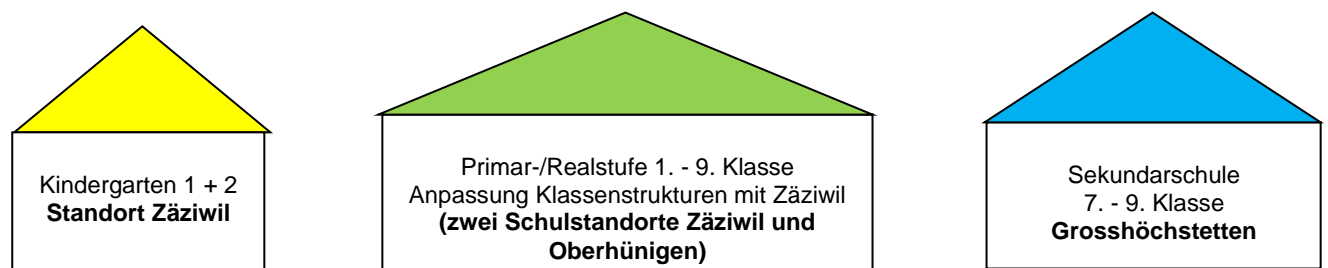 Kindergarten 1 + 2
Standort Zäziwil
Primar-/Realstufe 1. - 9. Klasse
Anpassung Klassenstrukturen mit Zäziwil
(zwei Schulstandorte Zäziwil und
Oberhünigen)
Sekundarschule
7. - 9. Klasse
Grosshöchstetten